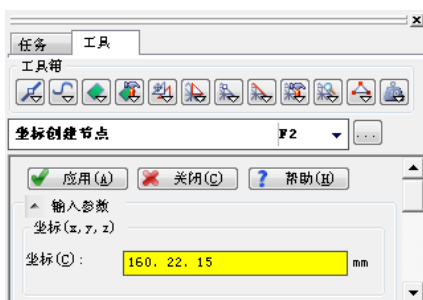 任务 工具
工具箱
坐标创建节点 F2 ...
应用(A) 关闭(C) 帮助(H)
输入参数
坐标(x,y,z)
坐标(C): 160. 22. 15 mm